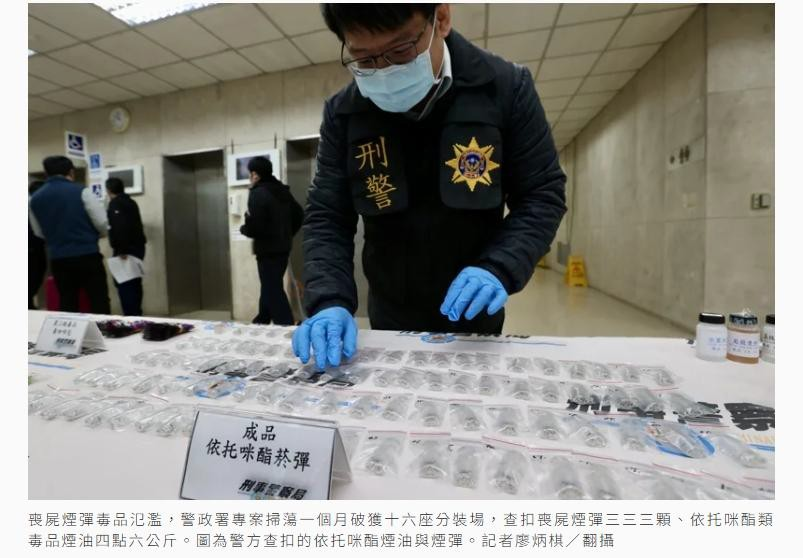 刑
警
成品
依托咪酯菸彈
刑事警察局
喪屍煙彈毒品氾濫，警政署專案掃蕩一個月破獲十六座分裝場，查扣喪屍煙彈三三三顆、依托咪酯類
毒品煙油四點六公斤。圖為警方查扣的依托咪酯煙油與煙彈。記者廖炳棋／翻攝